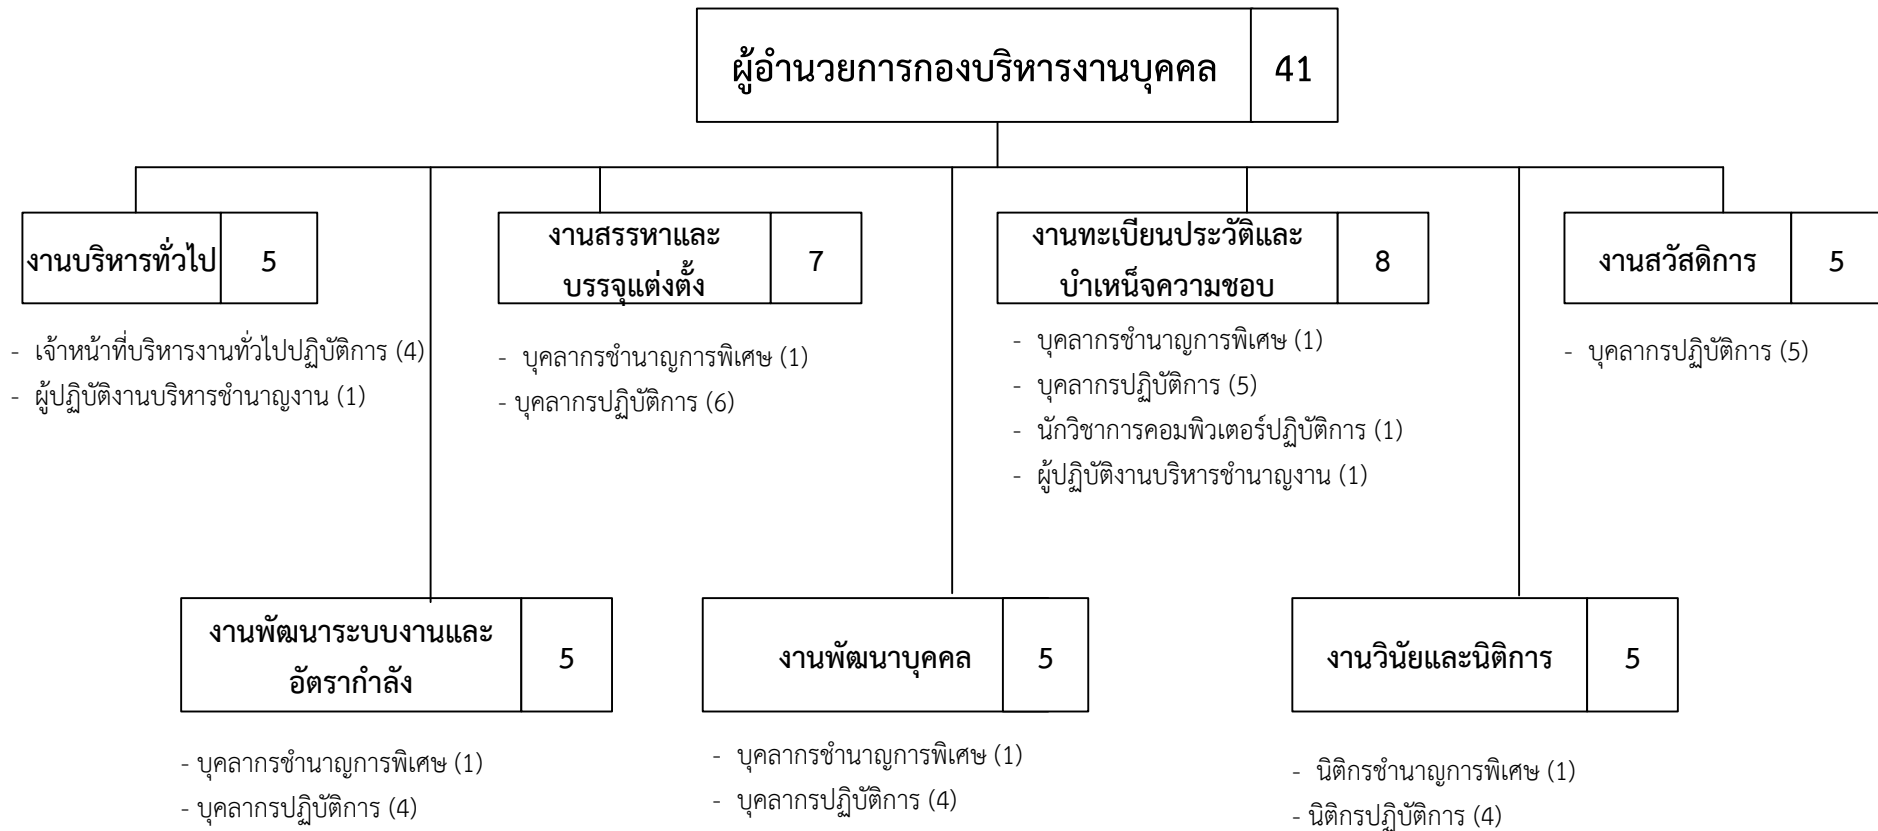 ผู้อำนวยการกองบริหารงานบุคคล 41
งานบริหารทั่วไป 5
- เจ้าหน้าที่บริหารงานทั่วไปปฏิบัติการ (4)
- ผู้ปฏิบัติงานบริหารชำนาญงาน (1)
งานสรรหาและ
บรรจุแต่งตั้ง
7
- บุคลากรชำนาญการพิเศษ (1)
- บุคลากรปฏิบัติการ (6)
งานทะเบียนประวัติและ
บำเหน็จความชอบ
8
- บุคลากรชำนาญการพิเศษ (1)
- บุคลากรปฏิบัติการ (5)
- นักวิชาการคอมพิวเตอร์ปฏิบัติการ (1)
- ผู้ปฏิบัติงานบริหารชำนาญงาน (1)
งานสวัสดิการ 5
- บุคลากรปฏิบัติการ (5)
งานพัฒนาระบบงานและ
อัตรากำลัง
5
- บุคลากรชำนาญการพิเศษ (1)
- บุคลากรปฏิบัติการ (4)
งานพัฒนาบุคคล 5
- บุคลากรชำนาญการพิเศษ (1)
- บุคลากรปฏิบัติการ (4)
งานวินัยและนิติการ 5
- นิติกรชำนาญการพิเศษ (1)
- นิติกรปฏิบัติการ (4)